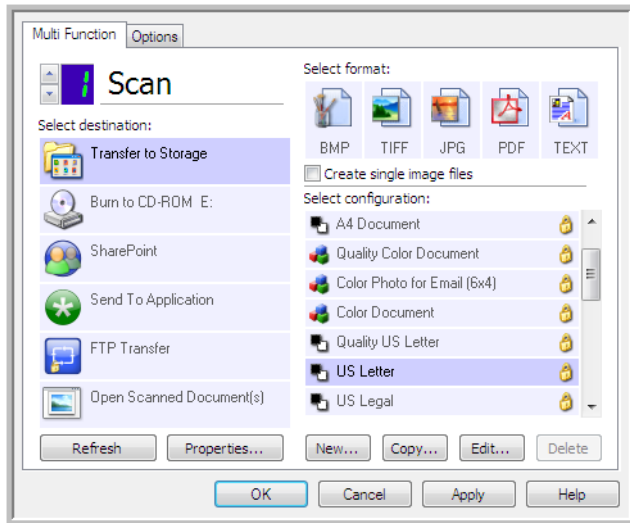 Multi Function
Options
1
Scan
Select destination:
Transfer to Storage
Burn to CD-ROM E:
SharePoint
Send To Application
FTP Transfer
Open Scanned Document(s)
Refresh
Properties...
Select format:
BMP
TIFF
JPG
PDF
TEXT
Create single image files
Select configuration:
A4 Document
Quality Color Document
Color Photo for Email (6x4)
Color Document
Quality US Letter
US Letter
US Legal
New...
Copy...
Edit...
Delete
OK
Cancel
Apply
Help